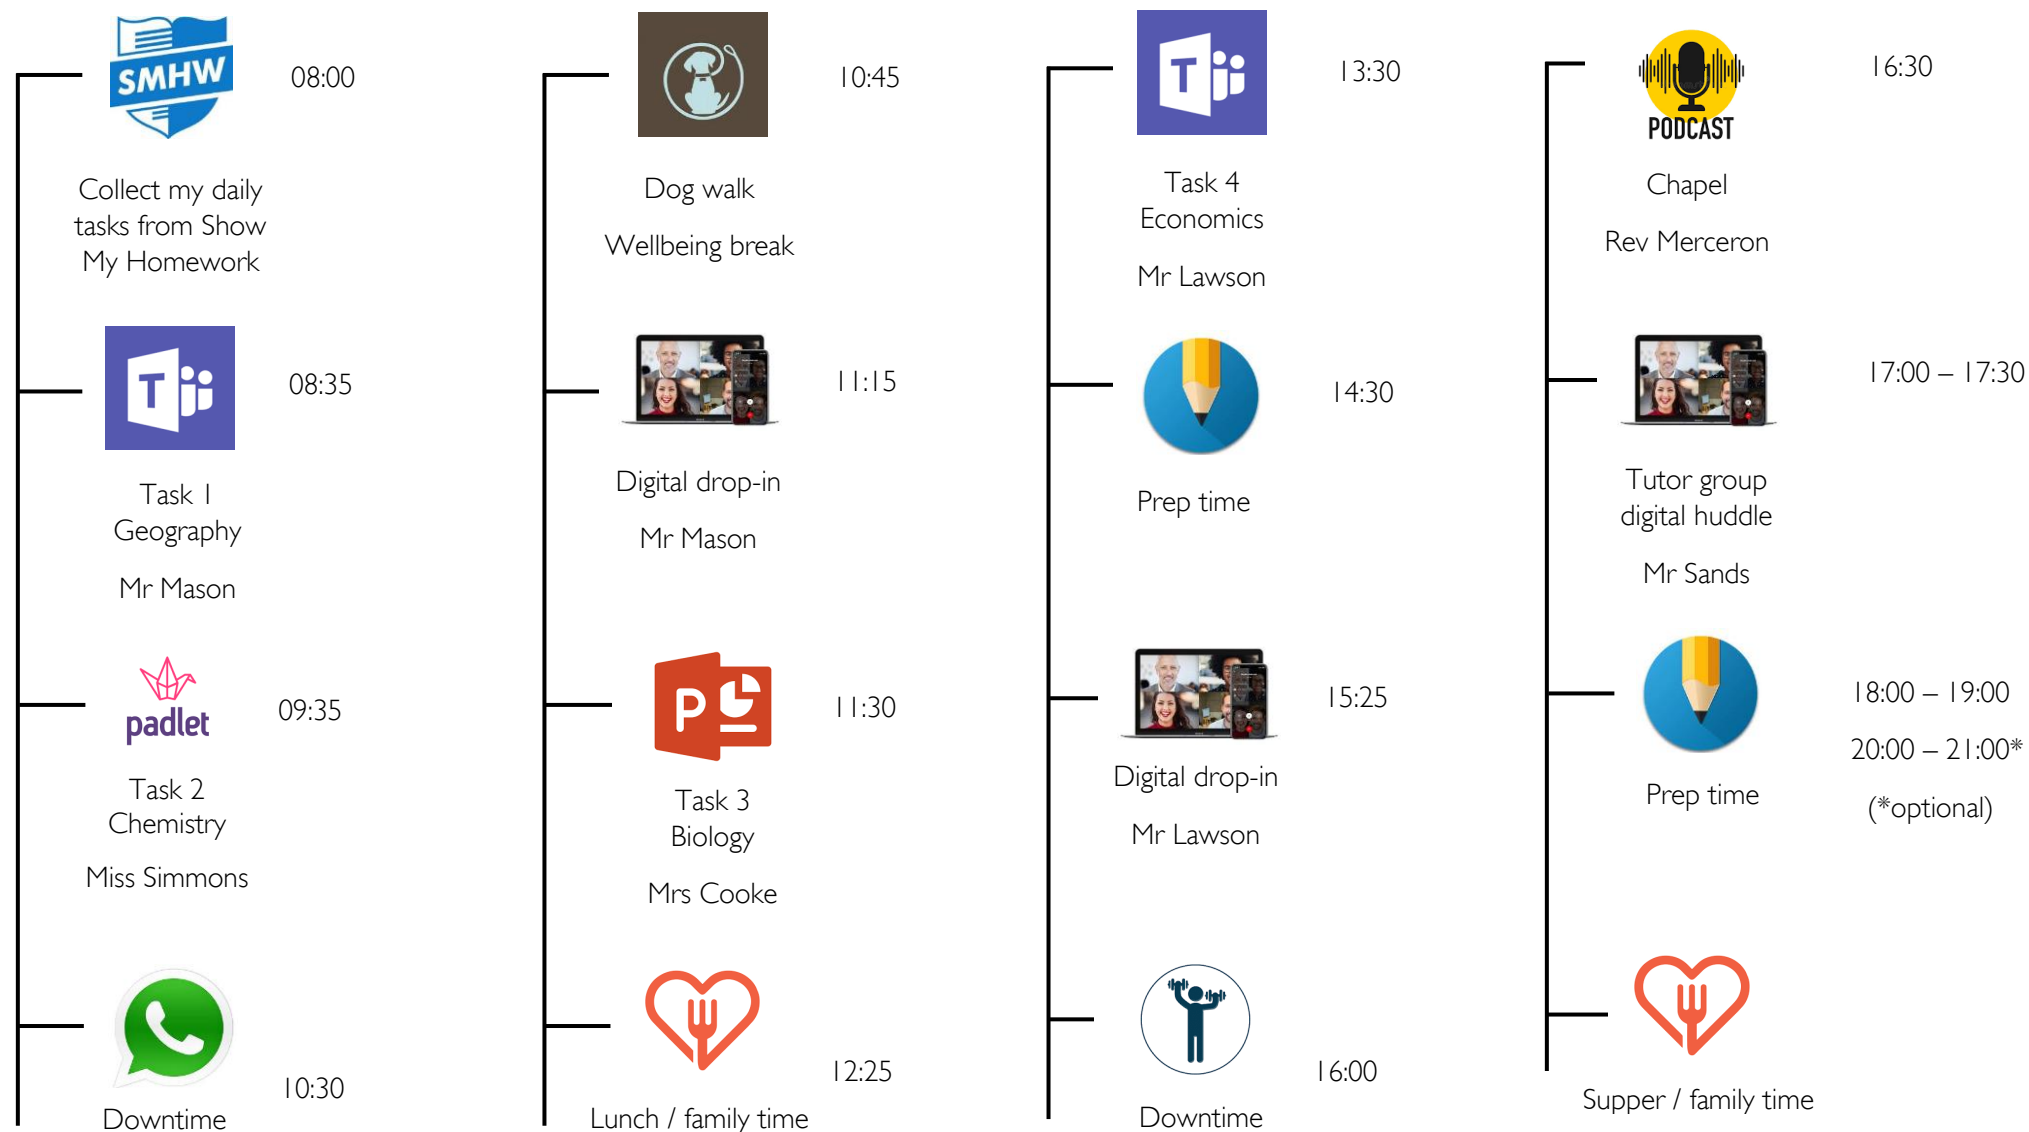 SMHW
08:00
Collect my daily
tasks from Show
My Homework
T
08:35
Task 1
Geography
Mr Mason
padlet
09:35
Task 2
Chemistry
Miss Simmons
10:30
Downtime
10:45
Dog walk
Wellbeing break
11:15
Digital drop-in
Mr Mason
P
11:30
Task 3
Biology
Mrs Cooke
12:25
Lunch / family time
T
13:30
Task 4
Economics
Mr Lawson
14:30
Prep time
15:25
Digital drop-in
Mr Lawson
16:00
Downtime
PODCAST
16:30
Chapel
Rev Merceron
17:00 – 17:30
Tutor group
digital huddle
Mr Sands
18:00 – 19:00
20:00 – 21:00*
(*optional)
Prep time
Supper / family time